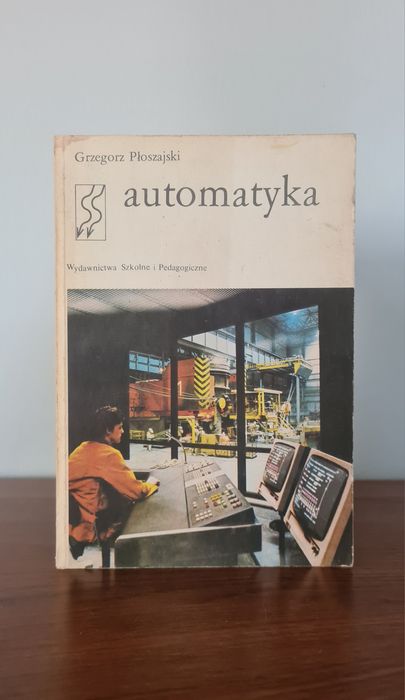 Grzegorz Płoszajski
automatyka
Wydawnictwa Szkolne i Pedagogiczne